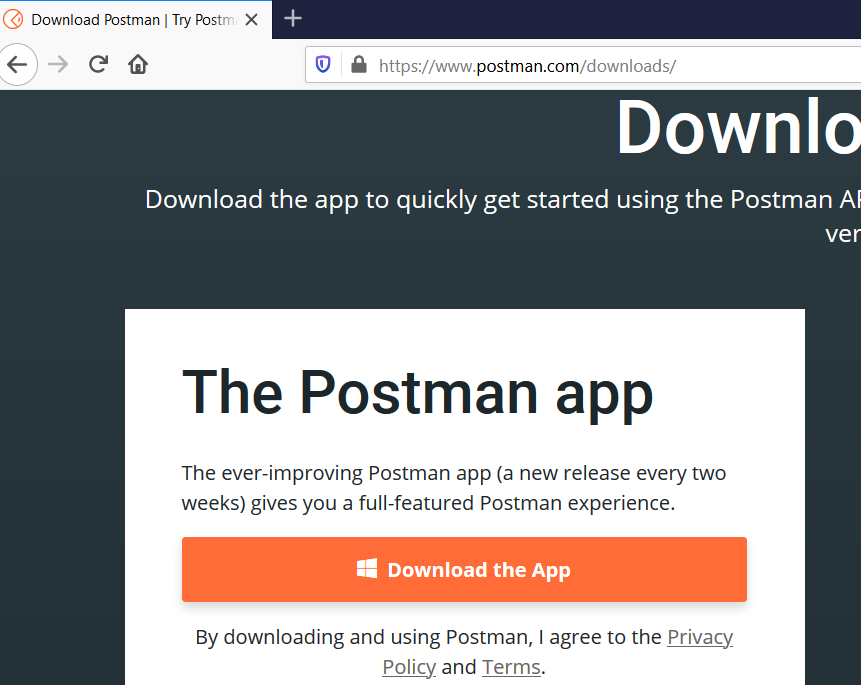 Download Postman | Try Postm
https://www.postman.com/downloads/
Downlo
Download the app to quickly get started using the Postman AP
ver
The Postman app
The ever-improving Postman app (a new release every two
weeks) gives you a full-featured Postman experience.
Download the App
By downloading and using Postman, I agree to the Privacy
Policy and Terms.